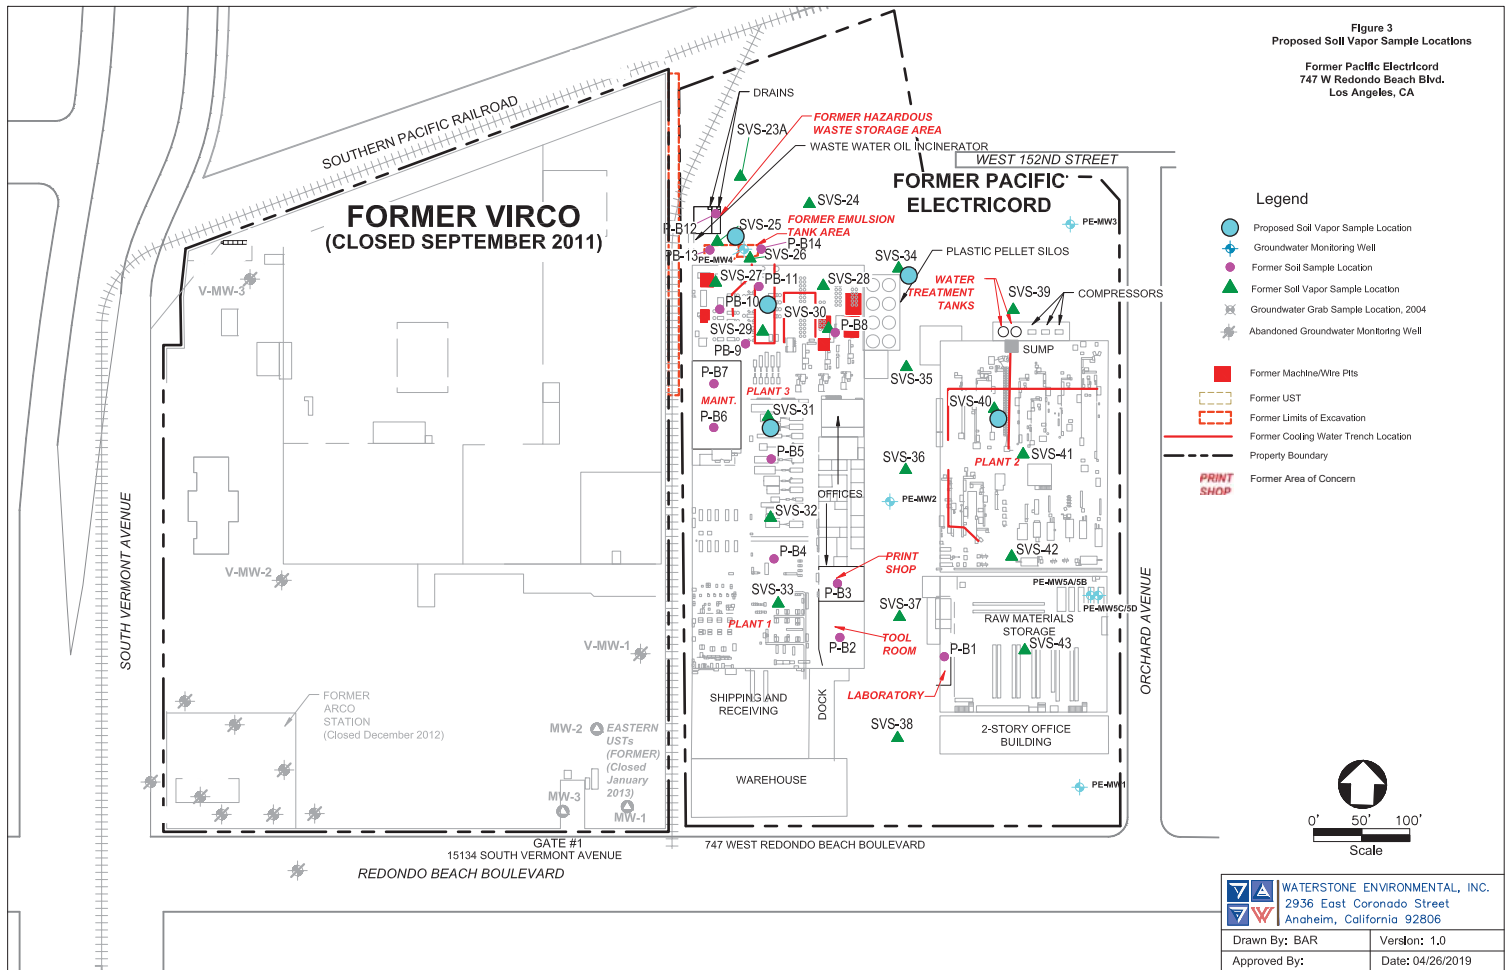 Figure 3
Proposed Soil Vapor Sample Locations
Former Pacific Electricord
747 W Redondo Beach Blvd.
Los Angeles, CA
SOUTHERN PACIFIC RAILROAD
DRAINS
FORMER HAZARDOUS
WASTE STORAGE AREA
SVS-23A
WASTE WATER OIL INCINERATOR
WEST 152ND STREET
FORMER PACIFIC
ELECTRICORD
FORMER VIRCO
(CLOSED SEPTEMBER 2011)
SVS-24
P-B12
SVS-25
FORMER EMULSION
TANK AREA
PE-MW3
PB-13
PE-MW4
P-B14
SVS-26
PLASTIC PELLET SILOS
SVS-34
V-MW-3
SVS-27
PB-11
SVS-28
WATER
TREATMENT
TANKS
SVS-39
COMPRESSORS
PB-10
SVS-30
SVS-29
P-B8
PB-9
SUMP
P-B7
MAINT.
PLANT 3
SVS-35
P-B6
SVS-31
SVS-40
P-B5
SVS-36
PLANT 2
SVS-41
OFFICES
PE-MW2
SVS-32
V-MW-2
P-B4
PRINT
SHOP
SVS-42
P-B3
PE-MW5A/5B
PE-MW5C/5D
SVS-33
SVS-37
PLANT 1
RAW MATERIALS
STORAGE
V-MW-1
P-B2
TOOL
ROOM
P-B1
SVS-43
SOUTH VERMONT AVENUE
ORCHARD AVENUE
FORMER
ARCO
STATION
(Closed December 2012)
SHIPPING AND
RECEIVING
DOCK
LABORATORY
SVS-38
2-STORY OFFICE
BUILDING
MW-2
EASTERN
USTs
(FORMER)
(Closed
January
2013)
MW-3
MW-1
WAREHOUSE
PE-MW1
GATE #1
15134 SOUTH VERMONT AVENUE
747 WEST REDONDO BEACH BOULEVARD
REDONDO BEACH BOULEVARD
Legend
Proposed Soil Vapor Sample Location
Groundwater Monitoring Well
Former Soil Sample Location
Former Soil Vapor Sample Location
Groundwater Grab Sample Location, 2004
Abandoned Groundwater Monitoring Well
Former Machine/Wire Pits
Former UST
Former Limits of Excavation
Former Cooling Water Trench Location
Property Boundary
PRINT
SHOP
Former Area of Concern
0' 50' 100'
Scale
WATERSTONE ENVIRONMENTAL, INC.
2936 East Coronado Street
Anaheim, California 92806
Drawn By: BAR
Version: 1.0
Approved By:
Date: 04/26/2019